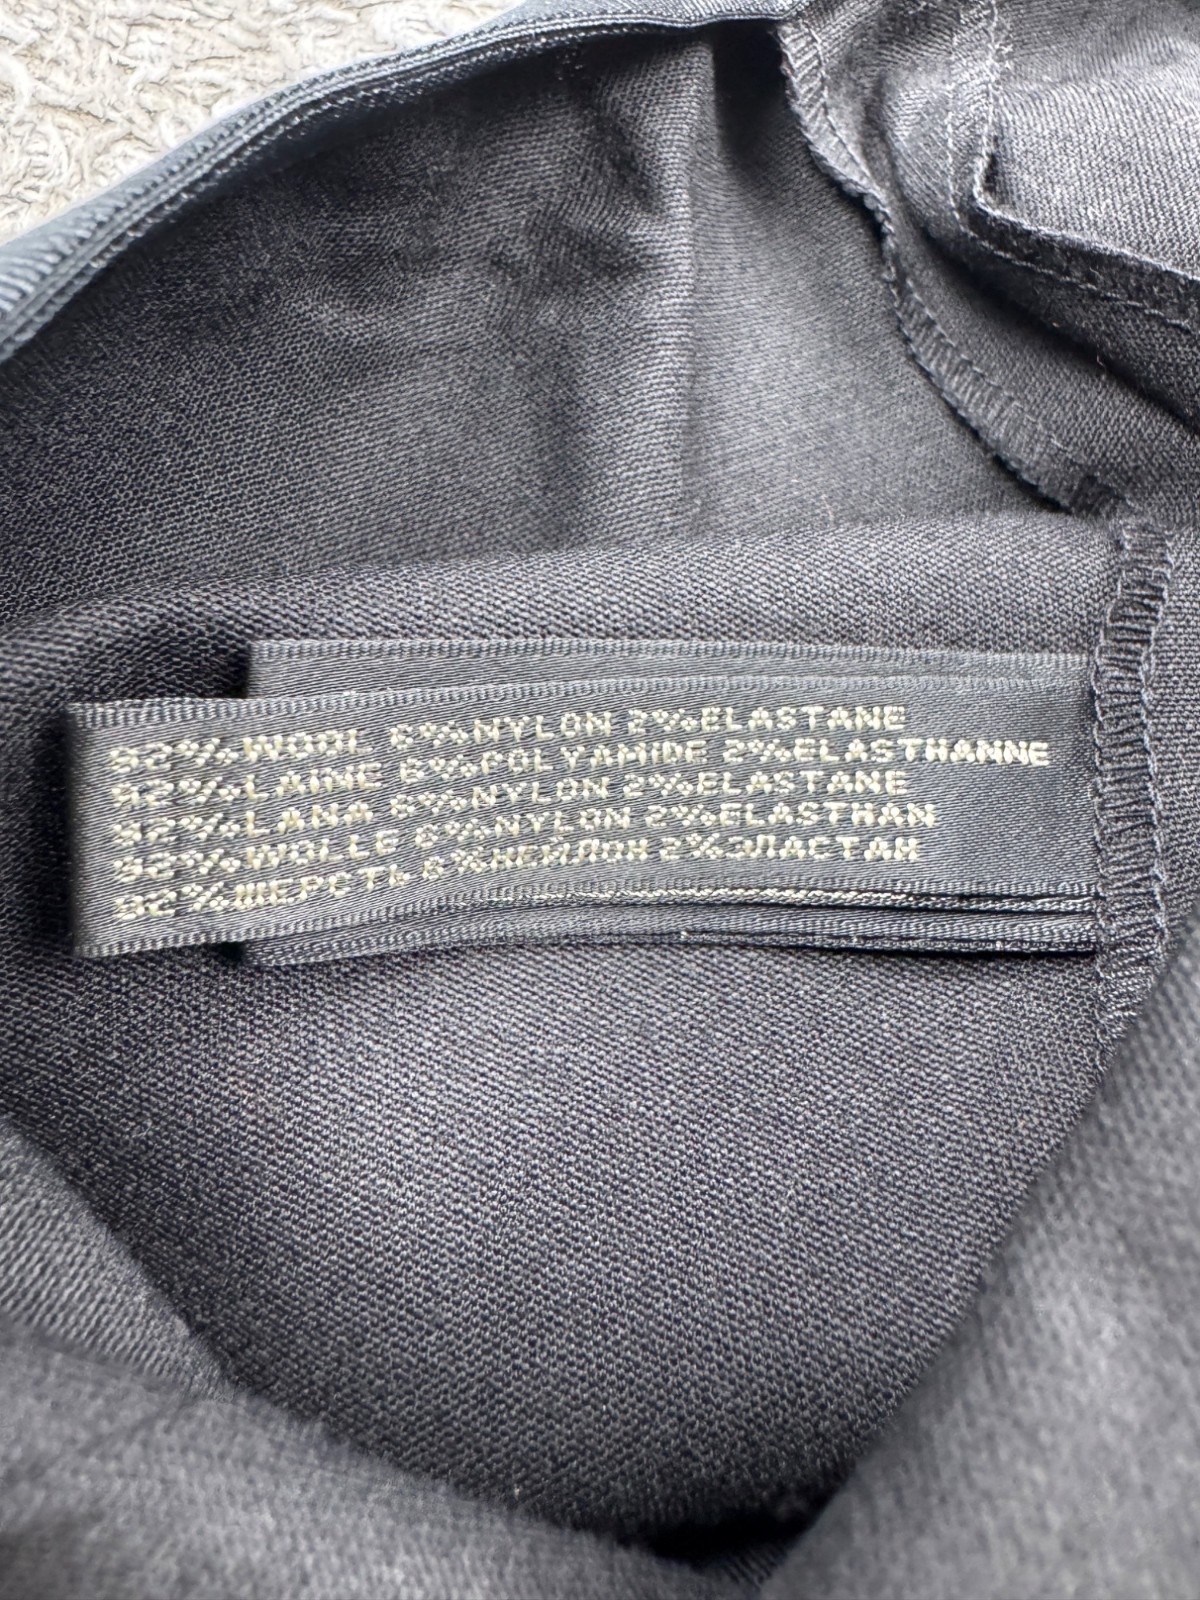 92%WOOL 6%NYLON 2%ELASTANE
92%LAINE 6%POLYAMIDE 2%ELASTHANNE
92%LANA 6%NYLON 2%ELASTANE
92%WOLLE 6%NYLON 2%ELASTHAN
92%ШЕРСТЬ 6%НЕЙЛОН 2%ЭЛАСТАН